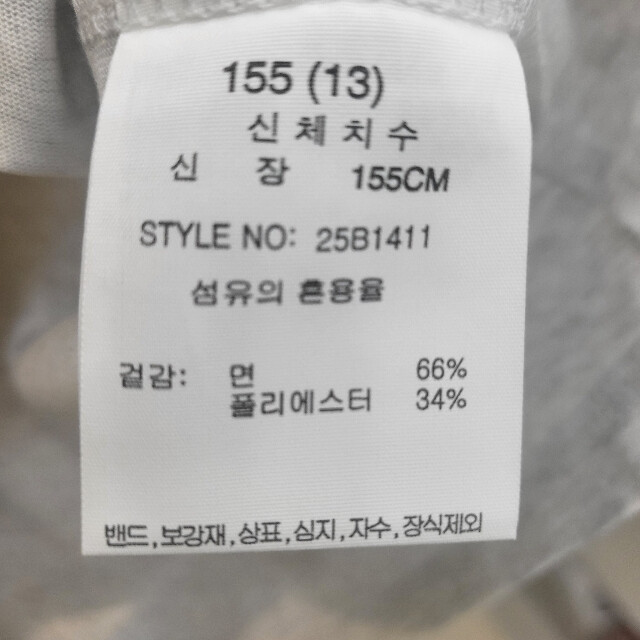 155 (13)
신 체 치 수
신 장 155CM
STYLE NO: 25B1411
섬유의 혼용율
겉감: 면 66%
폴리에스터 34%
밴드,보강재,상표,심지,자수,장식제외